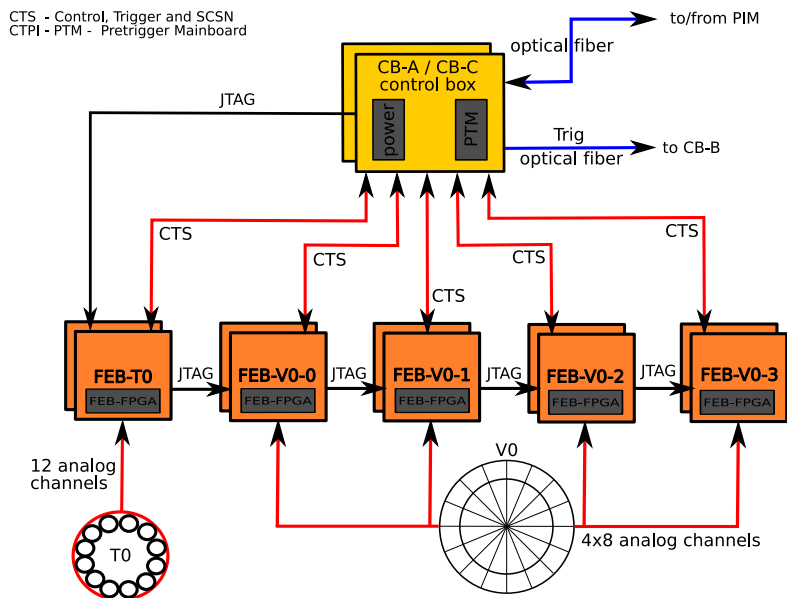 CTS - Control, Trigger and SCSN
CTPI - PTM - Pretrigger Mainboard
to/from PIM
optical fiber
CB-A / CB-C
control box
power
PTM
JTAG
Trig
optical fiber
to CB-B
CTS
CTS
CTS
CTS
CTS
FEB-T0
FEB-FPGA
JTAG
FEB-V0-0
FEB-FPGA
JTAG
FEB-V0-1
FEB-FPGA
JTAG
FEB-V0-2
FEB-FPGA
JTAG
FEB-V0-3
FEB-FPGA
12 analog
channels
T0
V0
4x8 analog channels